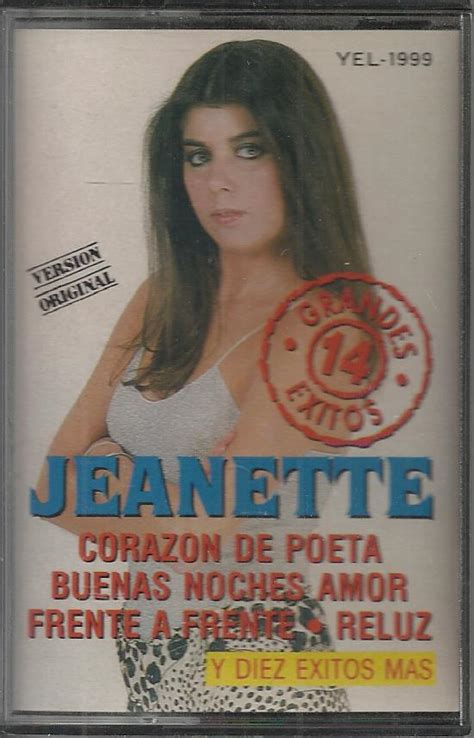 YEL-1999
VERSION
ORIGINAL
GRANDES
14
EXITOS
JEANETTE
CORAZON DE POETA
BUENAS NOCHES AMOR
FRENTE A FRENTE • RELUZ
Y DIEZ EXITOS MAS